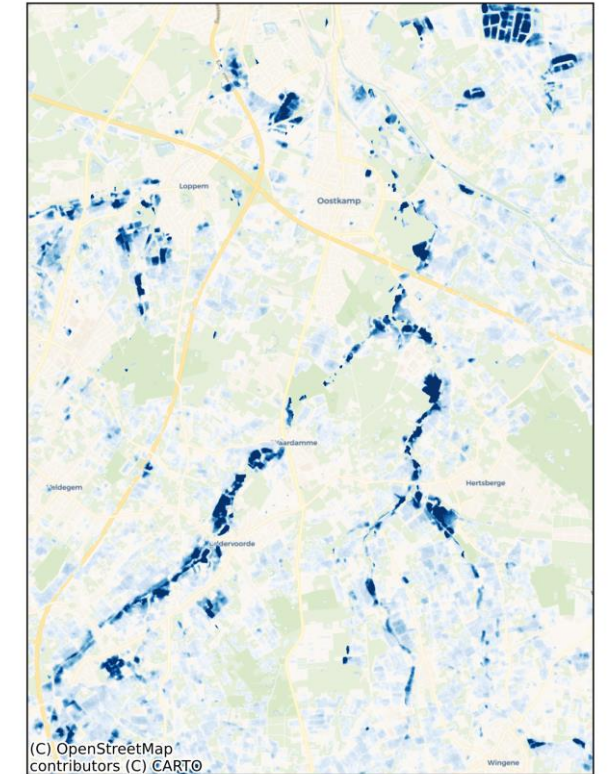 Loppem
Oostkamp
Hertsberge
Wingene
(C) OpenStreetMap
contributors (C) CARTO